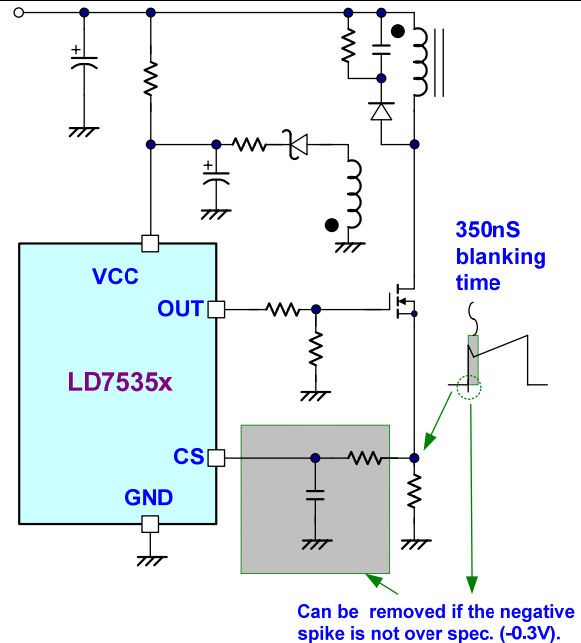 +
+
350nS
blanking
time
VCC
OUT
LD7535x
CS
GND
Can be removed if the negative
spike is not over spec. (-0.3V).